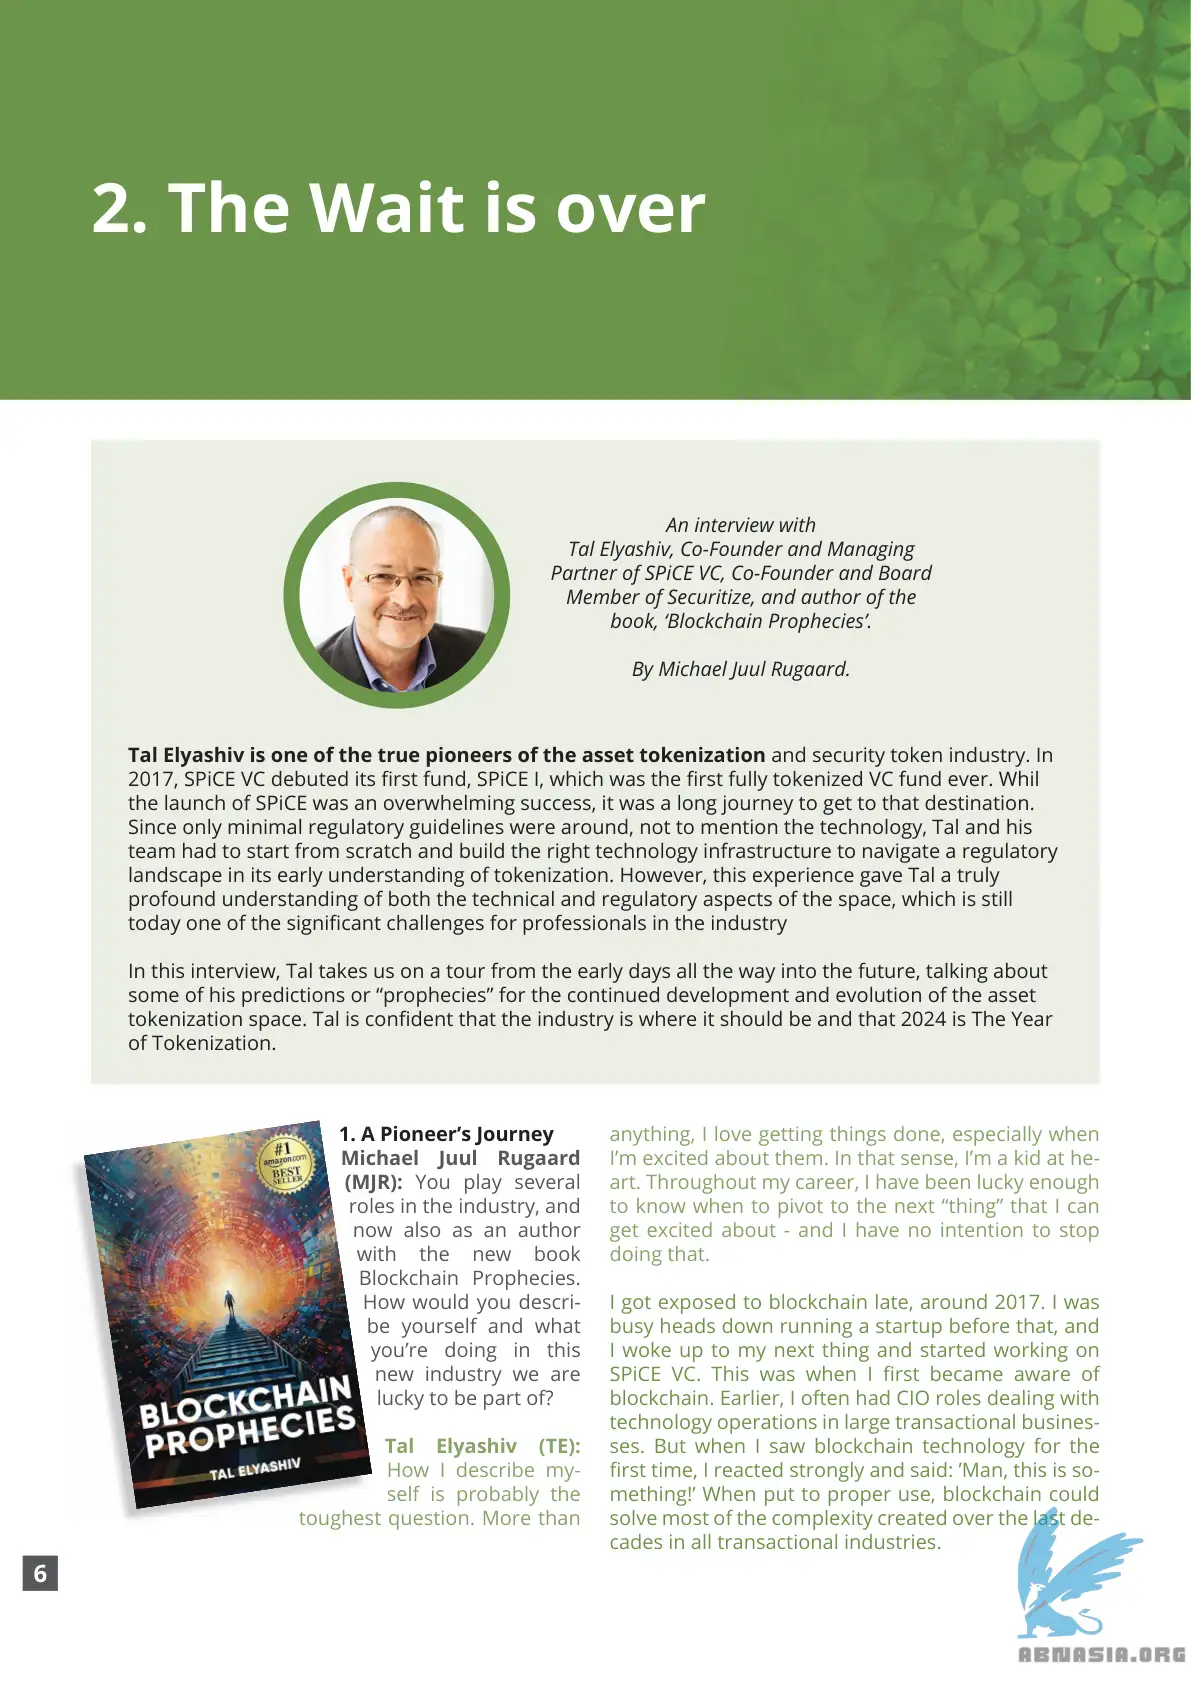 2. The Wait is over
An interview with
Tal Elyashiv, Co-Founder and Managing
Partner of SPiCE VC, Co-Founder and Board
Member of Securitize, and author of the
book, ‘Blockchain Prophecies’.
By Michael Juul Rugaard.
Tal Elyashiv is one of the true pioneers of the asset tokenization and security token industry. In
2017, SPiCE VC debuted its first fund, SPiCE I, which was the first fully tokenized VC fund ever. Whil
the launch of SPiCE was an overwhelming success, it was a long journey to get to that destination.
Since only minimal regulatory guidelines were around, not to mention the technology, Tal and his
team had to start from scratch and build the right technology infrastructure to navigate a regulatory
landscape in its early understanding of tokenization. However, this experience gave Tal a truly
profound understanding of both the technical and regulatory aspects of the space, which is still
today one of the significant challenges for professionals in the industry
In this interview, Tal takes us on a tour from the early days all the way into the future, talking about
some of his predictions or “prophecies” for the continued development and evolution of the asset
tokenization space. Tal is confident that the industry is where it should be and that 2024 is The Year
of Tokenization.
#1
amazon.com
BEST
SELLER
BLOCKCHAIN
PROPHECIES
TAL ELYASHIV
1. A Pioneer’s Journey
Michael Juul Rugaard
(MJR): You play several
roles in the industry, and
now also as an author
with the new book
Blockchain Prophecies.
How would you descri-
be yourself and what
you’re doing in this
new industry we are
lucky to be part of?
Tal Elyashiv (TE):
How I describe my-
self is probably the
toughest question. More than
anything, I love getting things done, especially when
I’m excited about them. In that sense, I’m a kid at he-
art. Throughout my career, I have been lucky enough
to know when to pivot to the next “thing” that I can
get excited about - and I have no intention to stop
doing that.
I got exposed to blockchain late, around 2017. I was
busy heads down running a startup before that, and
I woke up to my next thing and started working on
SPiCE VC. This was when I first became aware of
blockchain. Earlier, I often had CIO roles dealing with
technology operations in large transactional busines-
ses. But when I saw blockchain technology for the
first time, I reacted strongly and said: ’Man, this is so-
mething!’ When put to proper use, blockchain could
solve most of the complexity created over the last de-
cades in all transactional industries.
6
ABNASIA.ORG